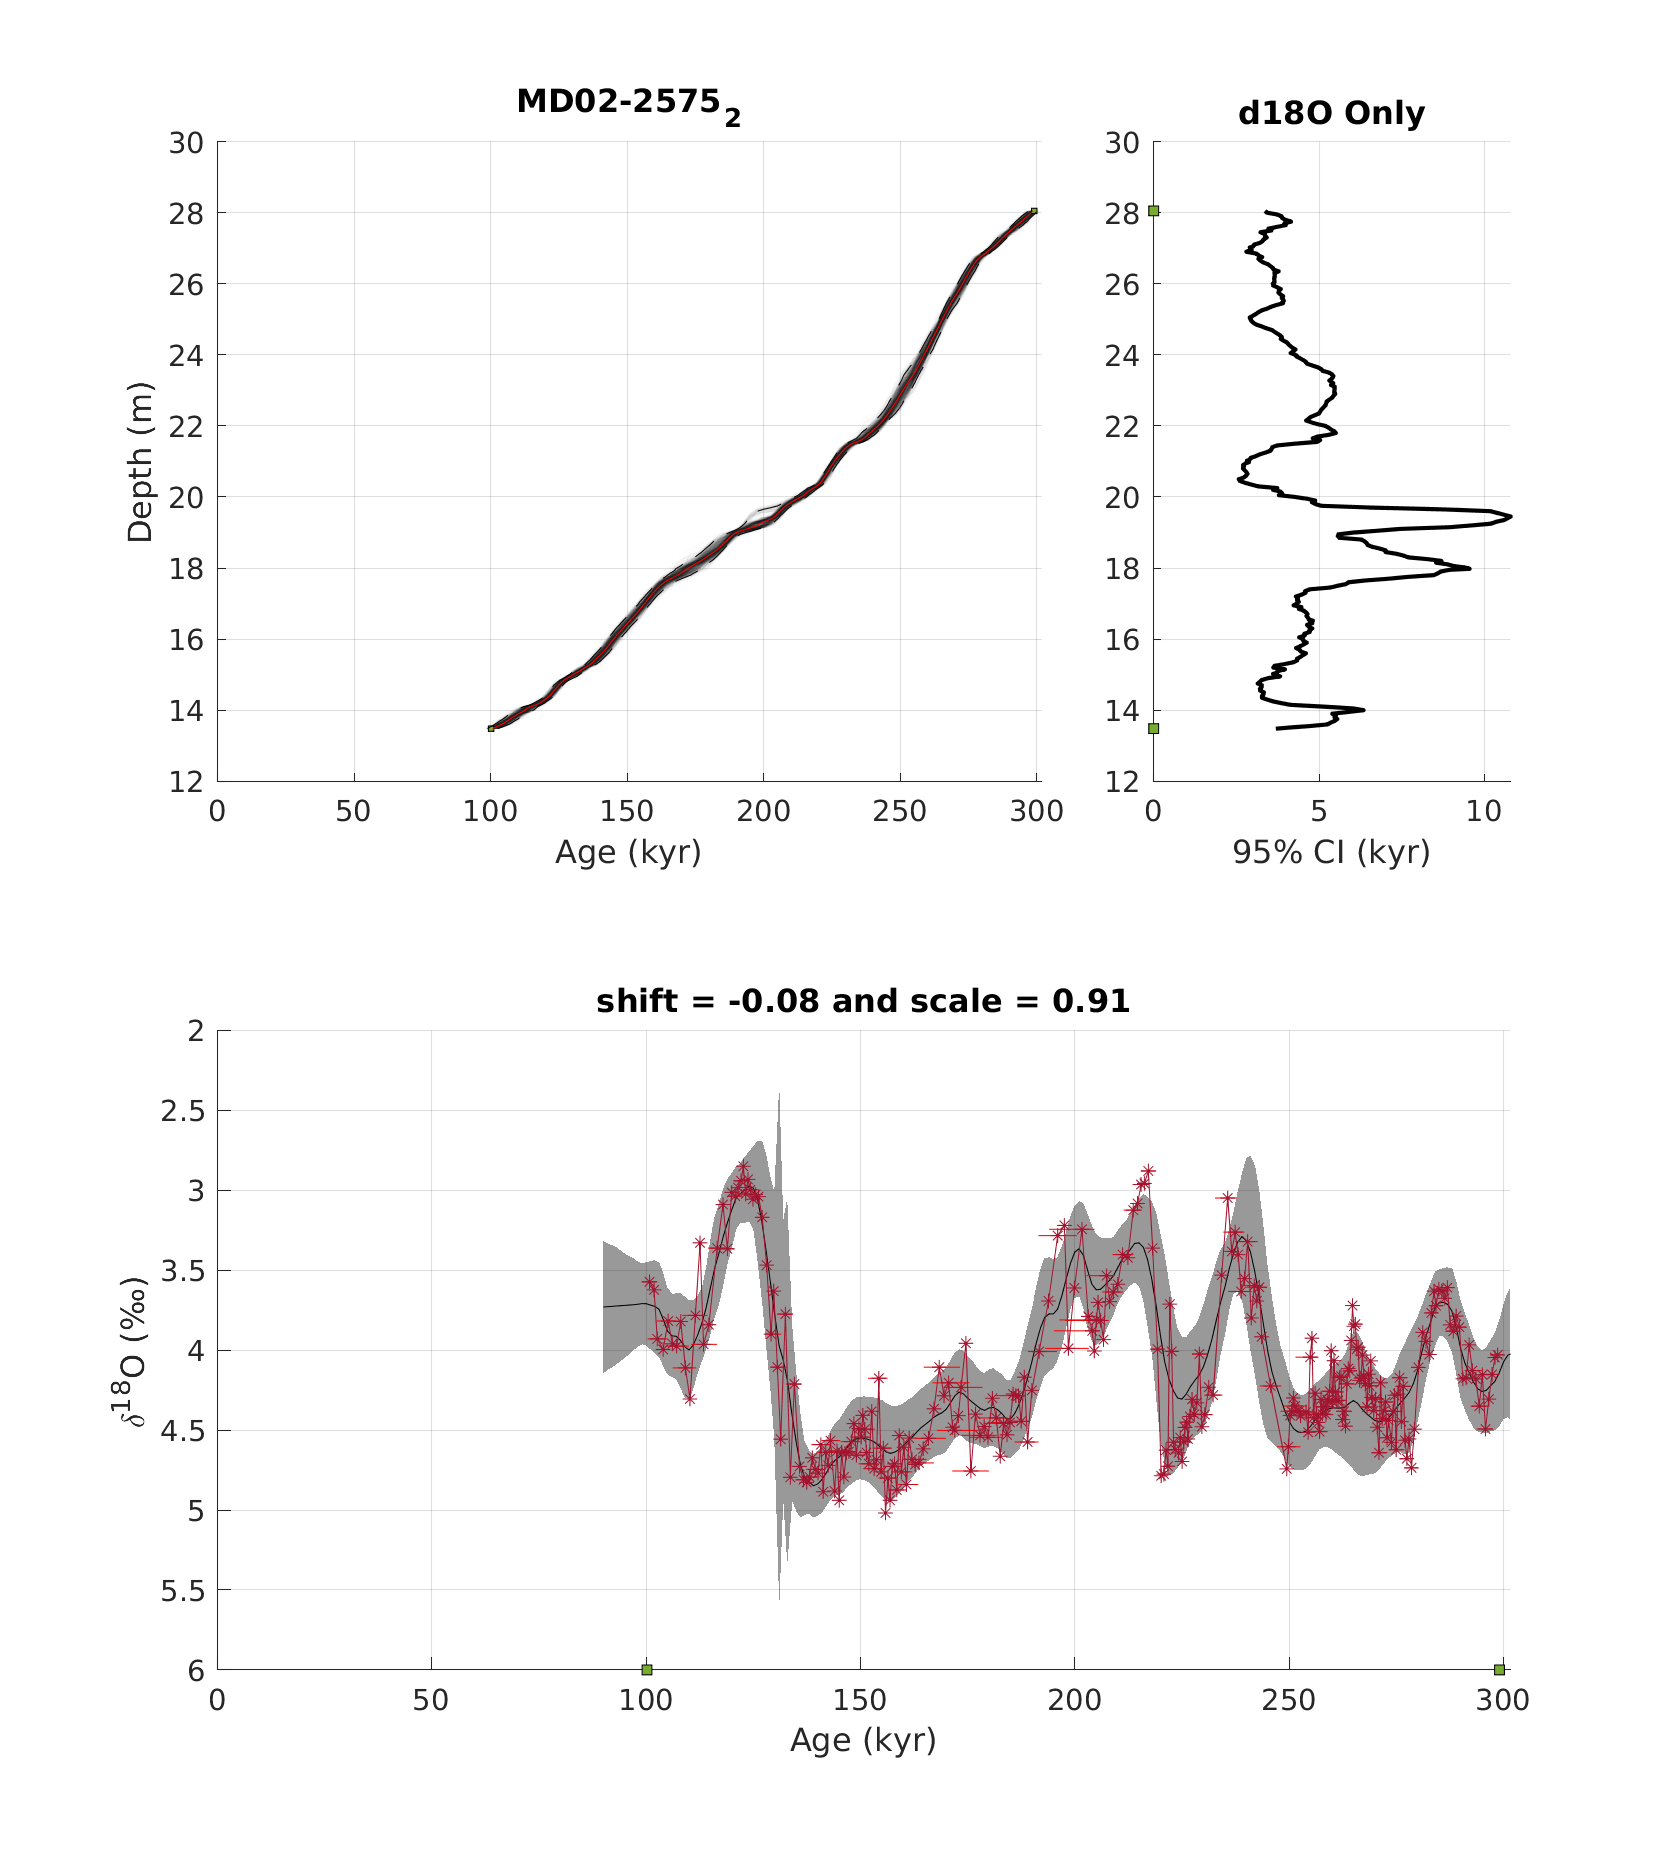 MD02-2575₂
30
28
26
24
22
20
18
16
14
12
Depth (m)
0 50 100 150 200 250 300
Age (kyr)
d18O Only
30
28
26
24
22
20
18
16
14
12
0 5 10
95% CI (kyr)
shift = -0.08 and scale = 0.91
2
2.5
3
3.5
4
4.5
5
5.5
6
δ¹⁸O (‰)
0 50 100 150 200 250 300
Age (kyr)